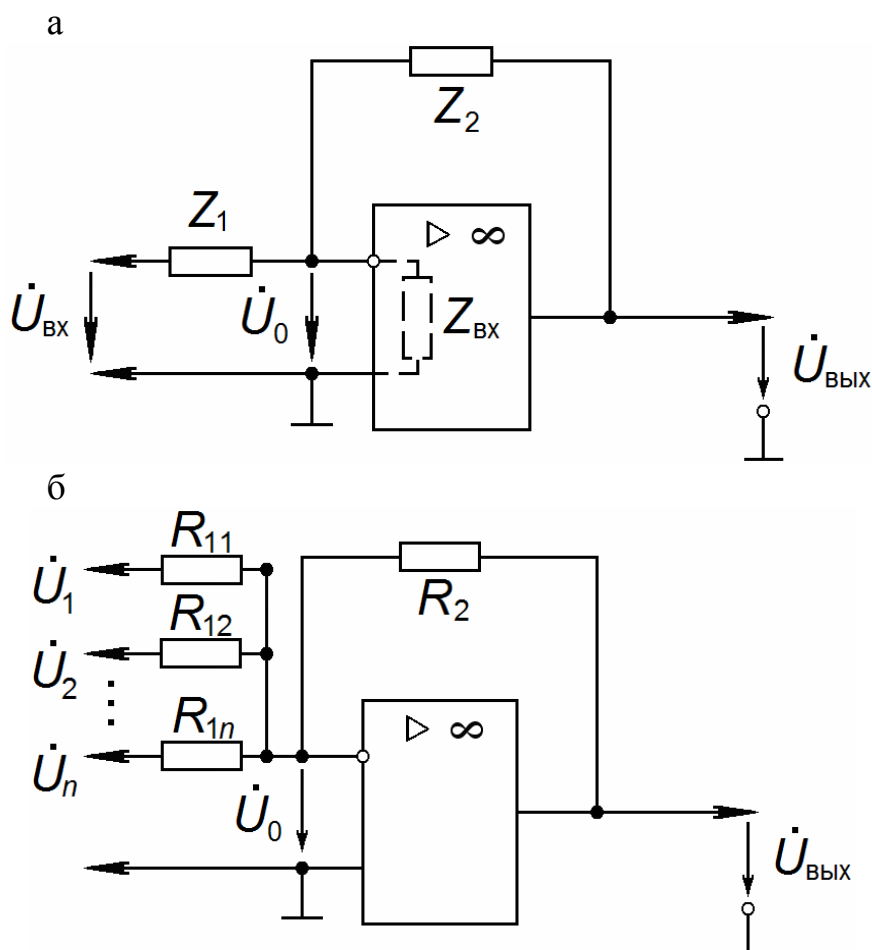 а
Z₂
Z₁
▷ ∞
U̇вх
U̇₀
Zвх
U̇вых
б
R₁₁
U̇₁
R₂
R₁₂
U̇₂
⋮
R₁ₙ
▷ ∞
U̇ₙ
U̇₀
U̇вых